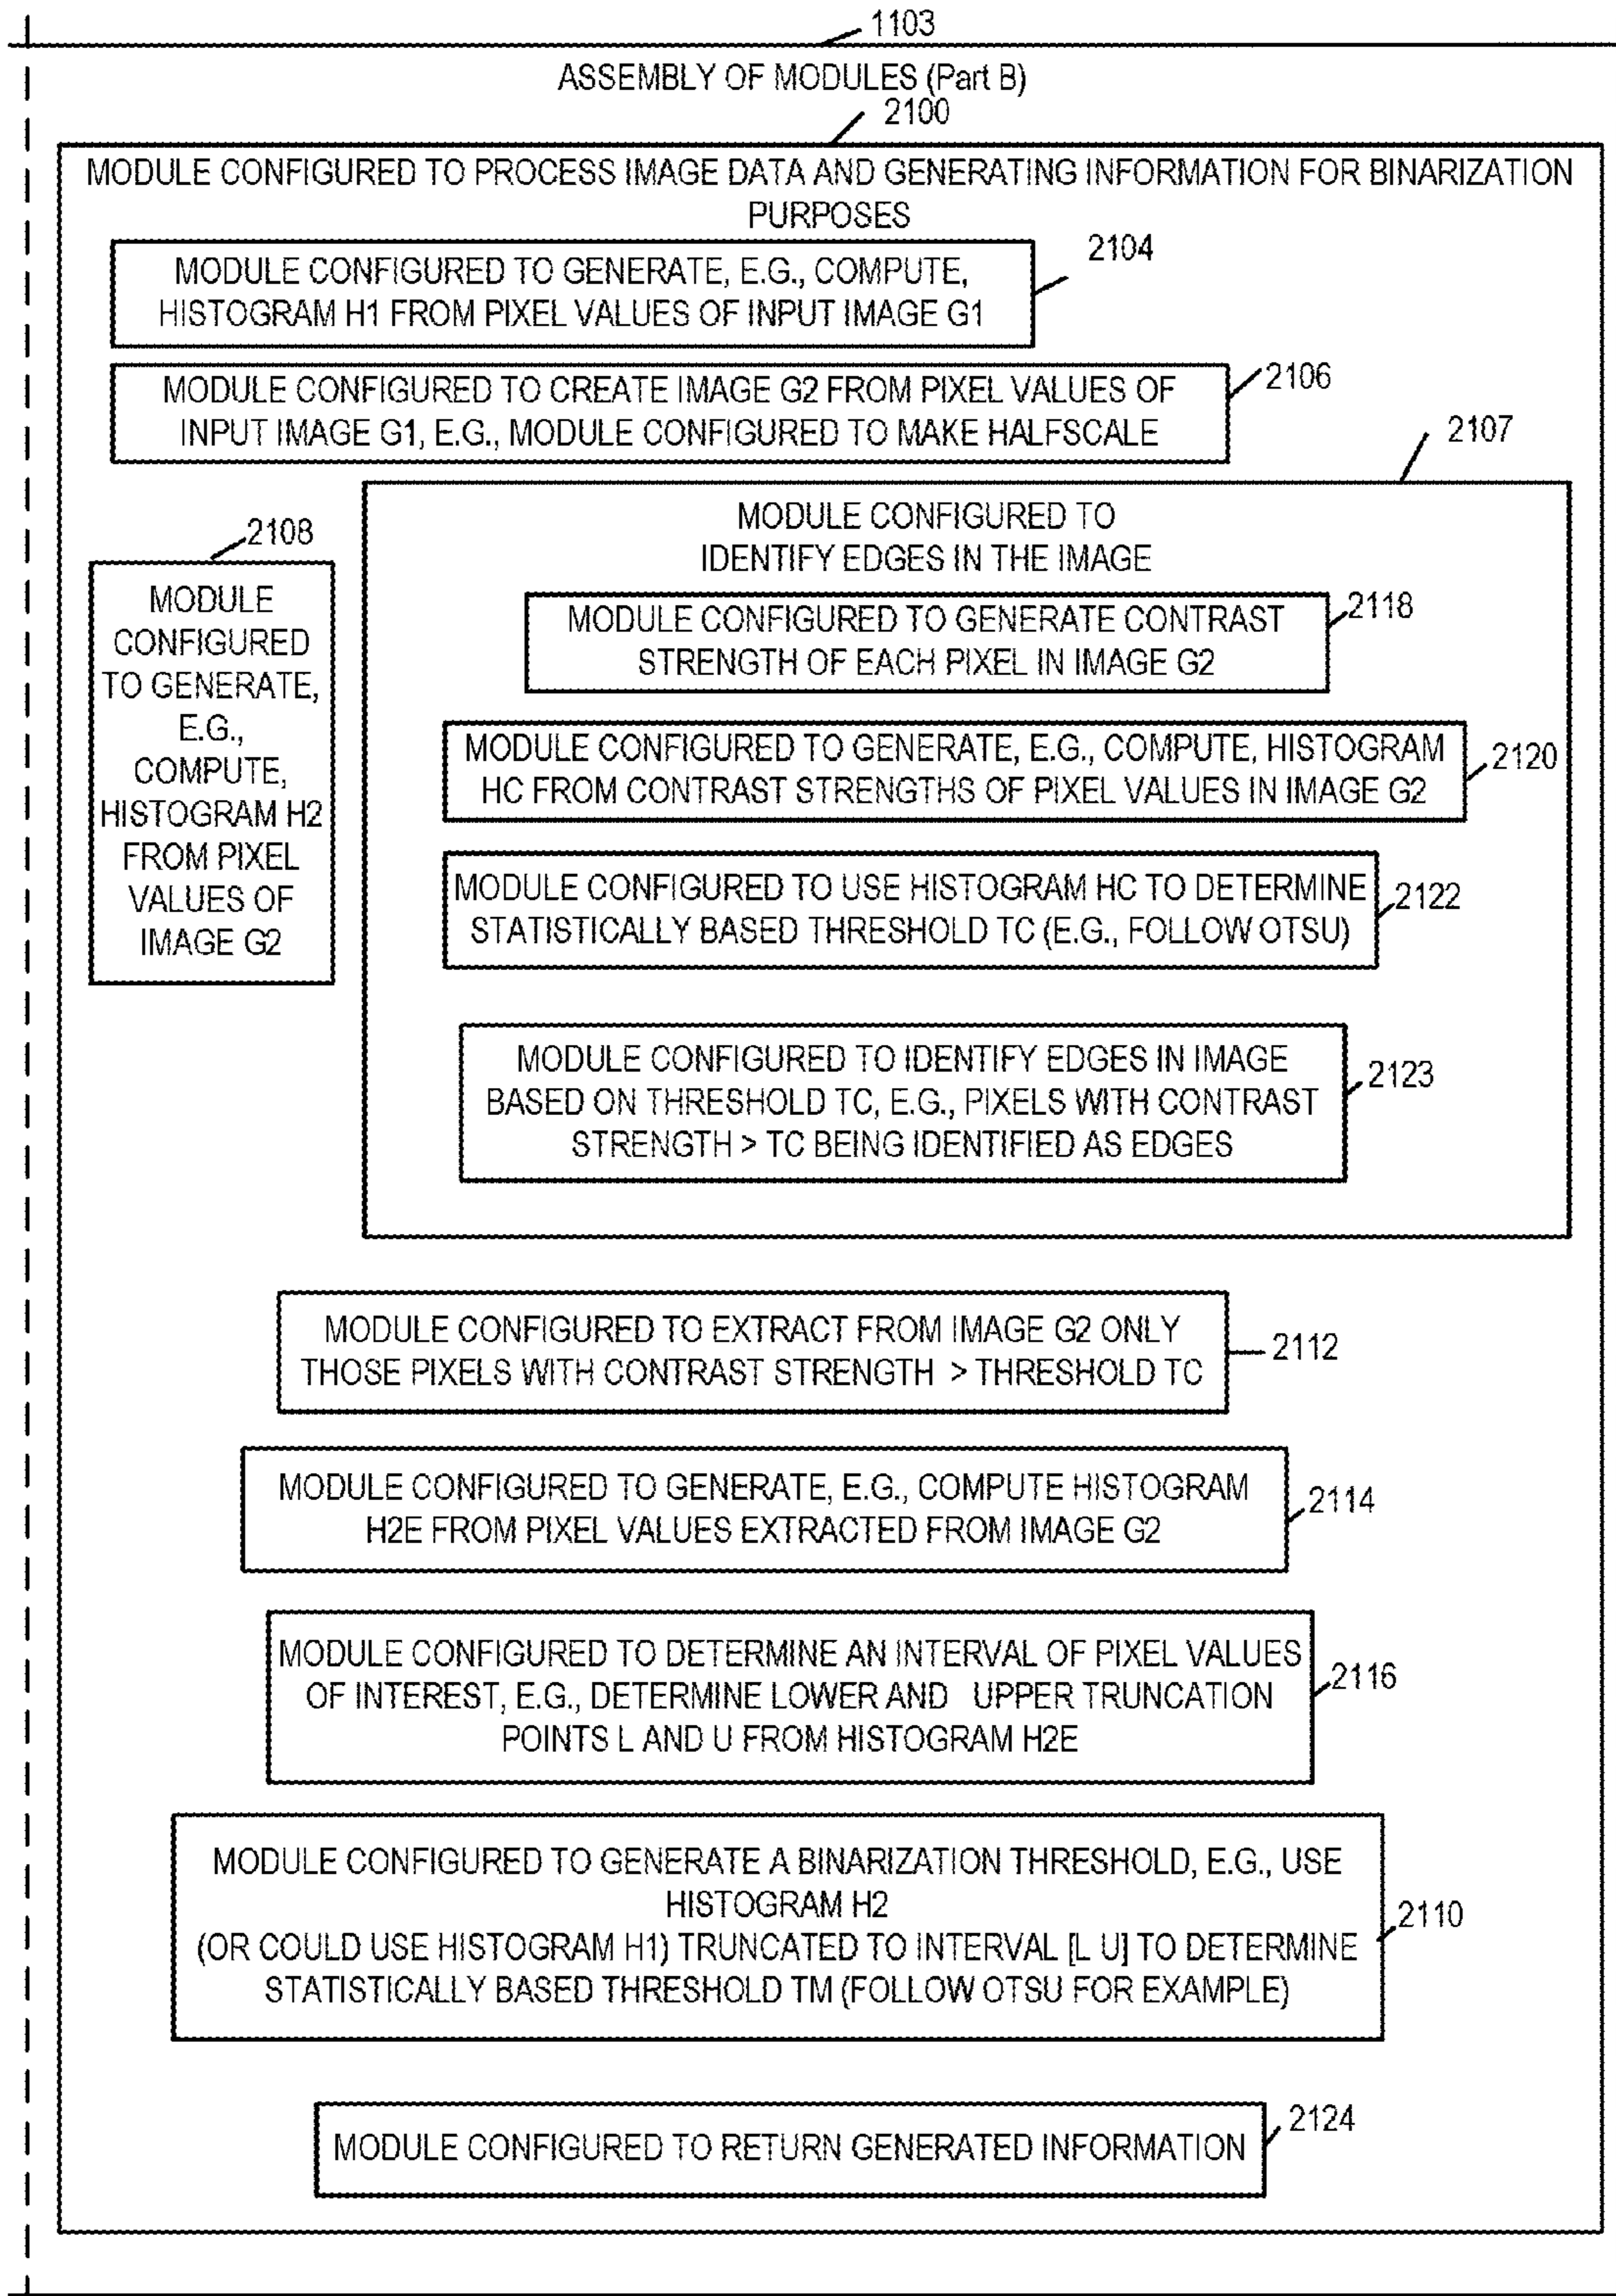 1103
ASSEMBLY OF MODULES (Part B)
2100
MODULE CONFIGURED TO PROCESS IMAGE DATA AND GENERATING INFORMATION FOR BINARIZATION
PURPOSES
2104
MODULE CONFIGURED TO GENERATE, E.G., COMPUTE,
HISTOGRAM H1 FROM PIXEL VALUES OF INPUT IMAGE G1
2106
MODULE CONFIGURED TO CREATE IMAGE G2 FROM PIXEL VALUES OF
INPUT IMAGE G1, E.G., MODULE CONFIGURED TO MAKE HALFSCALE
2107
2108
MODULE
CONFIGURED
TO GENERATE,
E.G.,
COMPUTE,
HISTOGRAM H2
FROM PIXEL
VALUES OF
IMAGE G2
MODULE CONFIGURED TO
IDENTIFY EDGES IN THE IMAGE
2118
MODULE CONFIGURED TO GENERATE CONTRAST
STRENGTH OF EACH PIXEL IN IMAGE G2
2120
MODULE CONFIGURED TO GENERATE, E.G., COMPUTE, HISTOGRAM
HC FROM CONTRAST STRENGTHS OF PIXEL VALUES IN IMAGE G2
2122
MODULE CONFIGURED TO USE HISTOGRAM HC TO DETERMINE
STATISTICALLY BASED THRESHOLD TC (E.G., FOLLOW OTSU)
2123
MODULE CONFIGURED TO IDENTIFY EDGES IN IMAGE
BASED ON THRESHOLD TC, E.G., PIXELS WITH CONTRAST
STRENGTH > TC BEING IDENTIFIED AS EDGES
2112
MODULE CONFIGURED TO EXTRACT FROM IMAGE G2 ONLY
THOSE PIXELS WITH CONTRAST STRENGTH > THRESHOLD TC
2114
MODULE CONFIGURED TO GENERATE, E.G., COMPUTE HISTOGRAM
H2E FROM PIXEL VALUES EXTRACTED FROM IMAGE G2
2116
MODULE CONFIGURED TO DETERMINE AN INTERVAL OF PIXEL VALUES
OF INTEREST, E.G., DETERMINE LOWER AND UPPER TRUNCATION
POINTS L AND U FROM HISTOGRAM H2E
2110
MODULE CONFIGURED TO GENERATE A BINARIZATION THRESHOLD, E.G., USE
HISTOGRAM H2
(OR COULD USE HISTOGRAM H1) TRUNCATED TO INTERVAL [L U] TO DETERMINE
STATISTICALLY BASED THRESHOLD TM (FOLLOW OTSU FOR EXAMPLE)
2124
MODULE CONFIGURED TO RETURN GENERATED INFORMATION